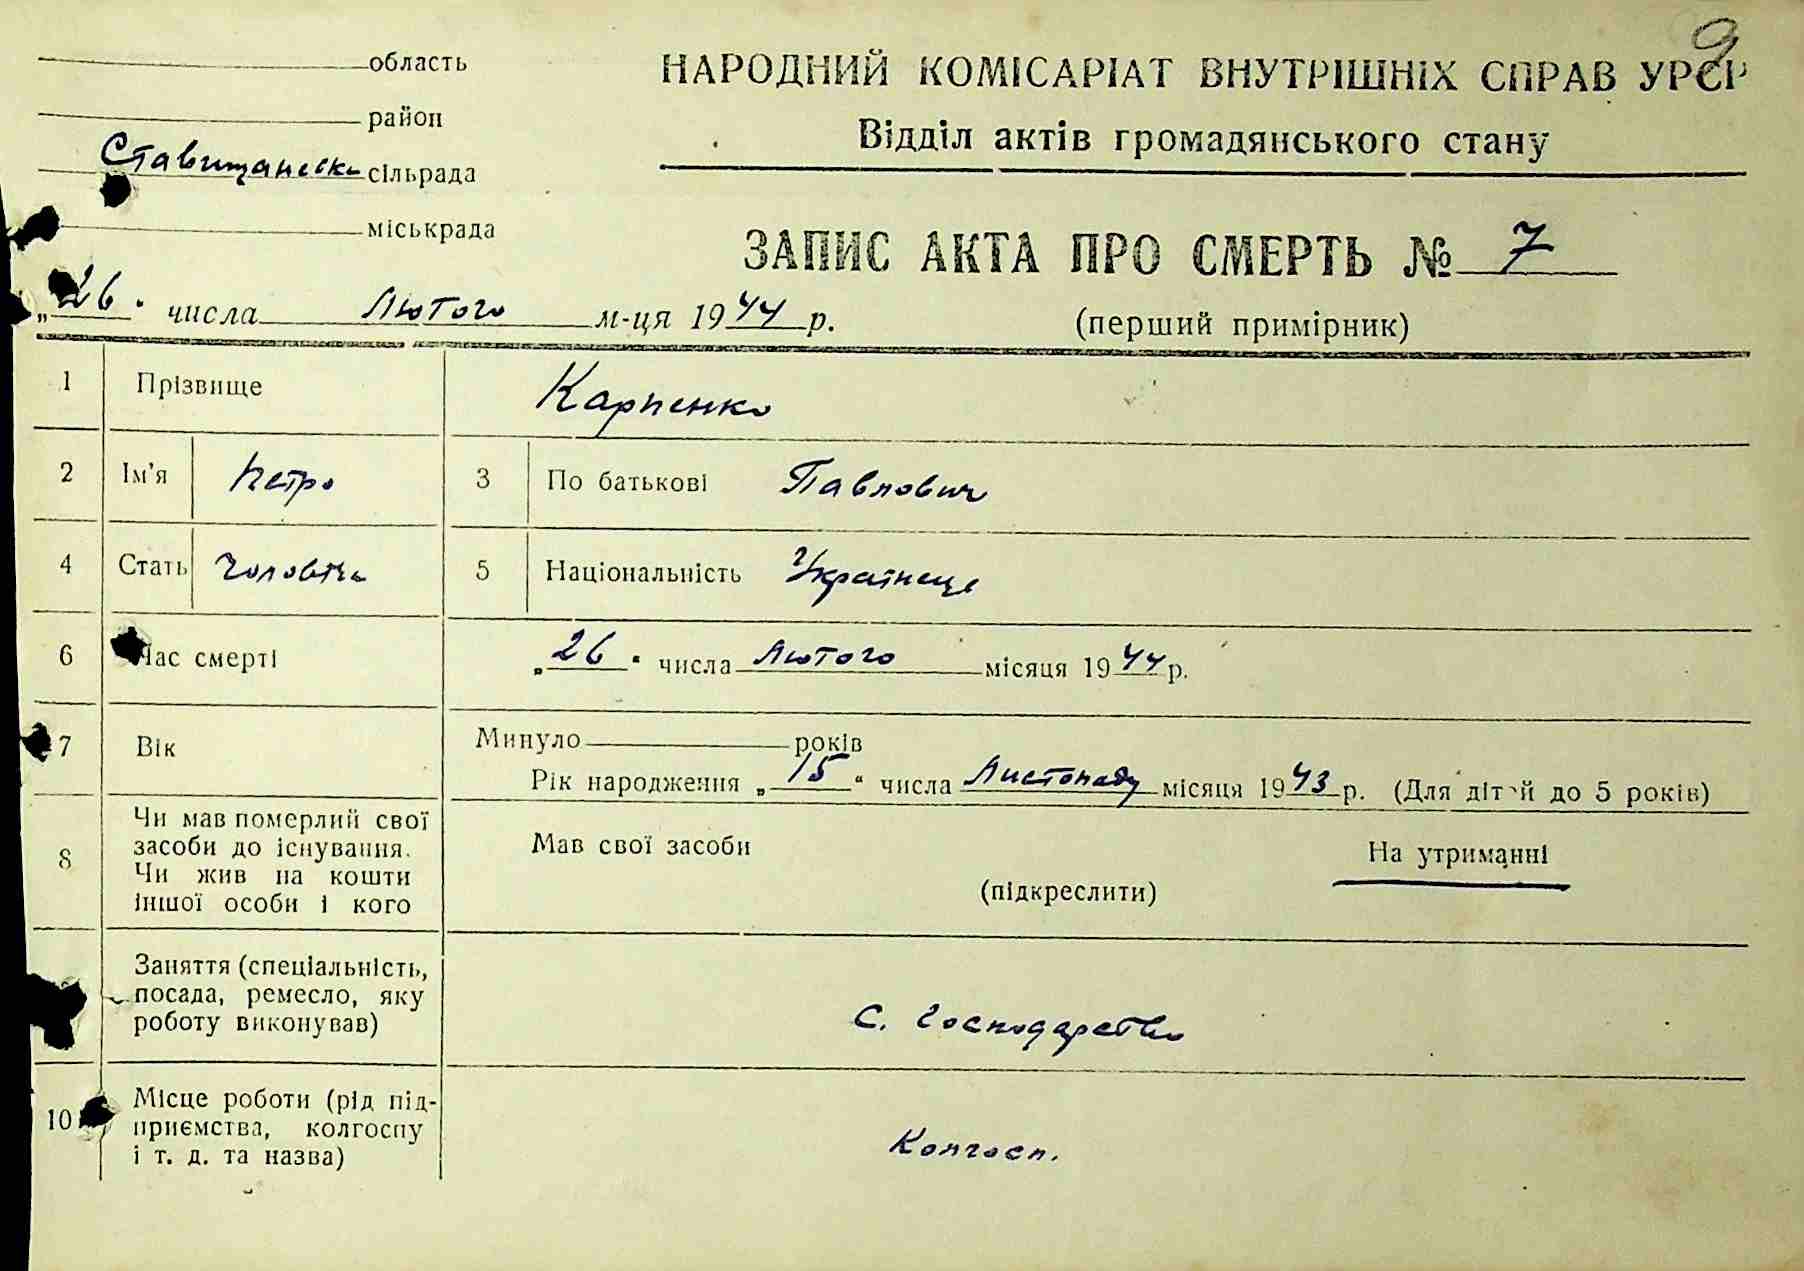 9
область
район
Ставищанська сільрада
міськрада
НАРОДНИЙ КОМІСАРІАТ ВНУТРІШНІХ СПРАВ УРСР
Відділ актів громадянського стану
ЗАПИС АКТА ПРО СМЕРТЬ № 7
„26“ числа Лютого м-ця 1944 р.
(перший примірник)
1 Прізвище Карпенко
2 Ім'я Петро 3 По батькові Павлович
4 Стать Чоловіча 5 Національність Українець
6 Час смерті „26“ числа Лютого місяця 1944 р.
7 Вік Минуло років
Рік народження „15“ числа Листопаду місяця 1943 р. (Для дітей до 5 років)
8 Чи мав померлий свої
засоби до існування.
Чи жив на кошти
іншої особи і кого
Мав свої засоби На утриманні
(підкреслити)
Заняття (спеціальність,
посада, ремесло, яку
роботу виконував)
С. Господарство
10 Місце роботи (рід під-
приємства, колгоспу
і т. д. та назва)
Колгосп.